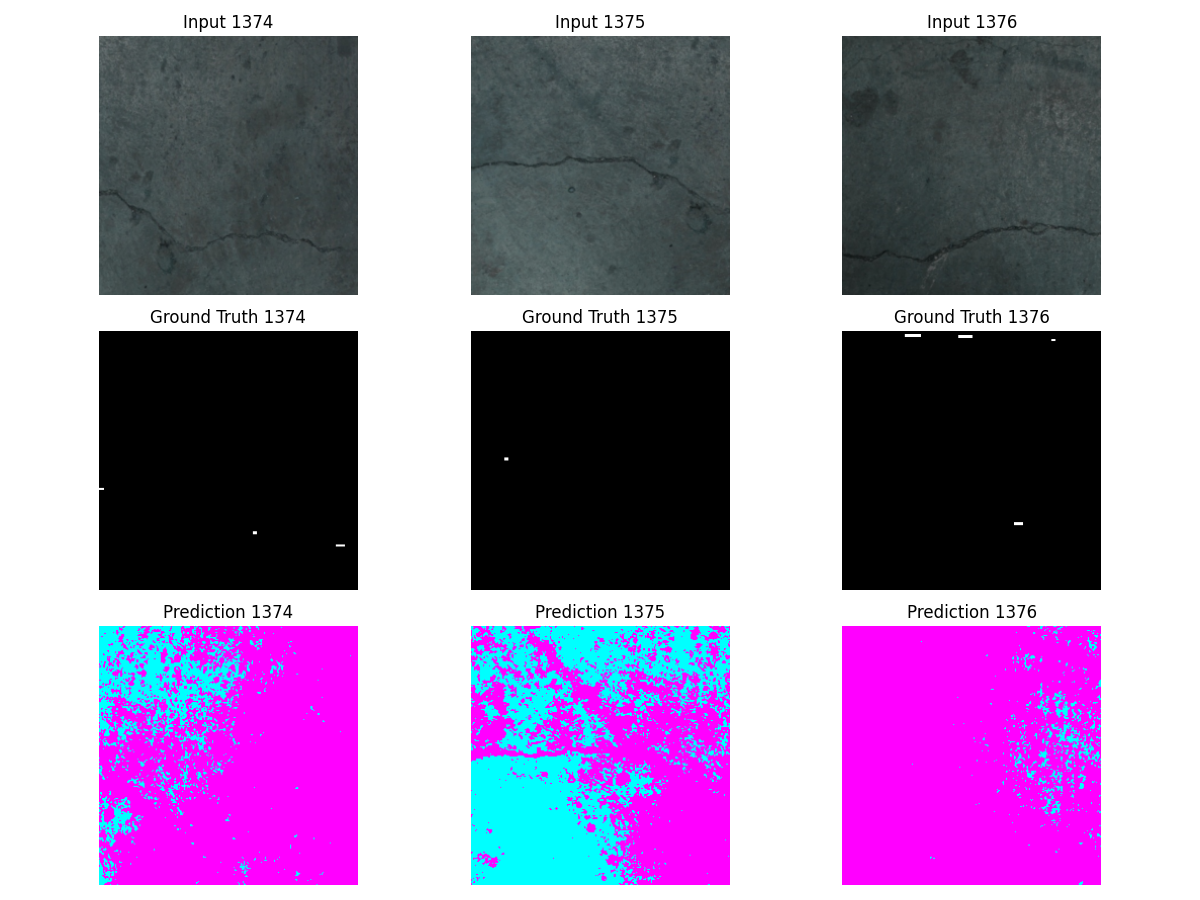 Input 1374
Input 1375
Input 1376
Ground Truth 1374
Ground Truth 1375
Ground Truth 1376
Prediction 1374
Prediction 1375
Prediction 1376